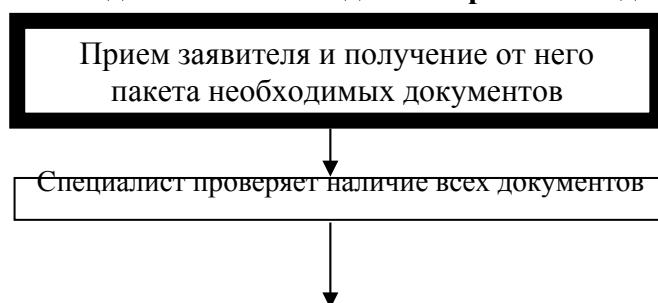 Прием заявителя и получение от него
пакета необходимых документов
Специалист проверяет наличие всех документов